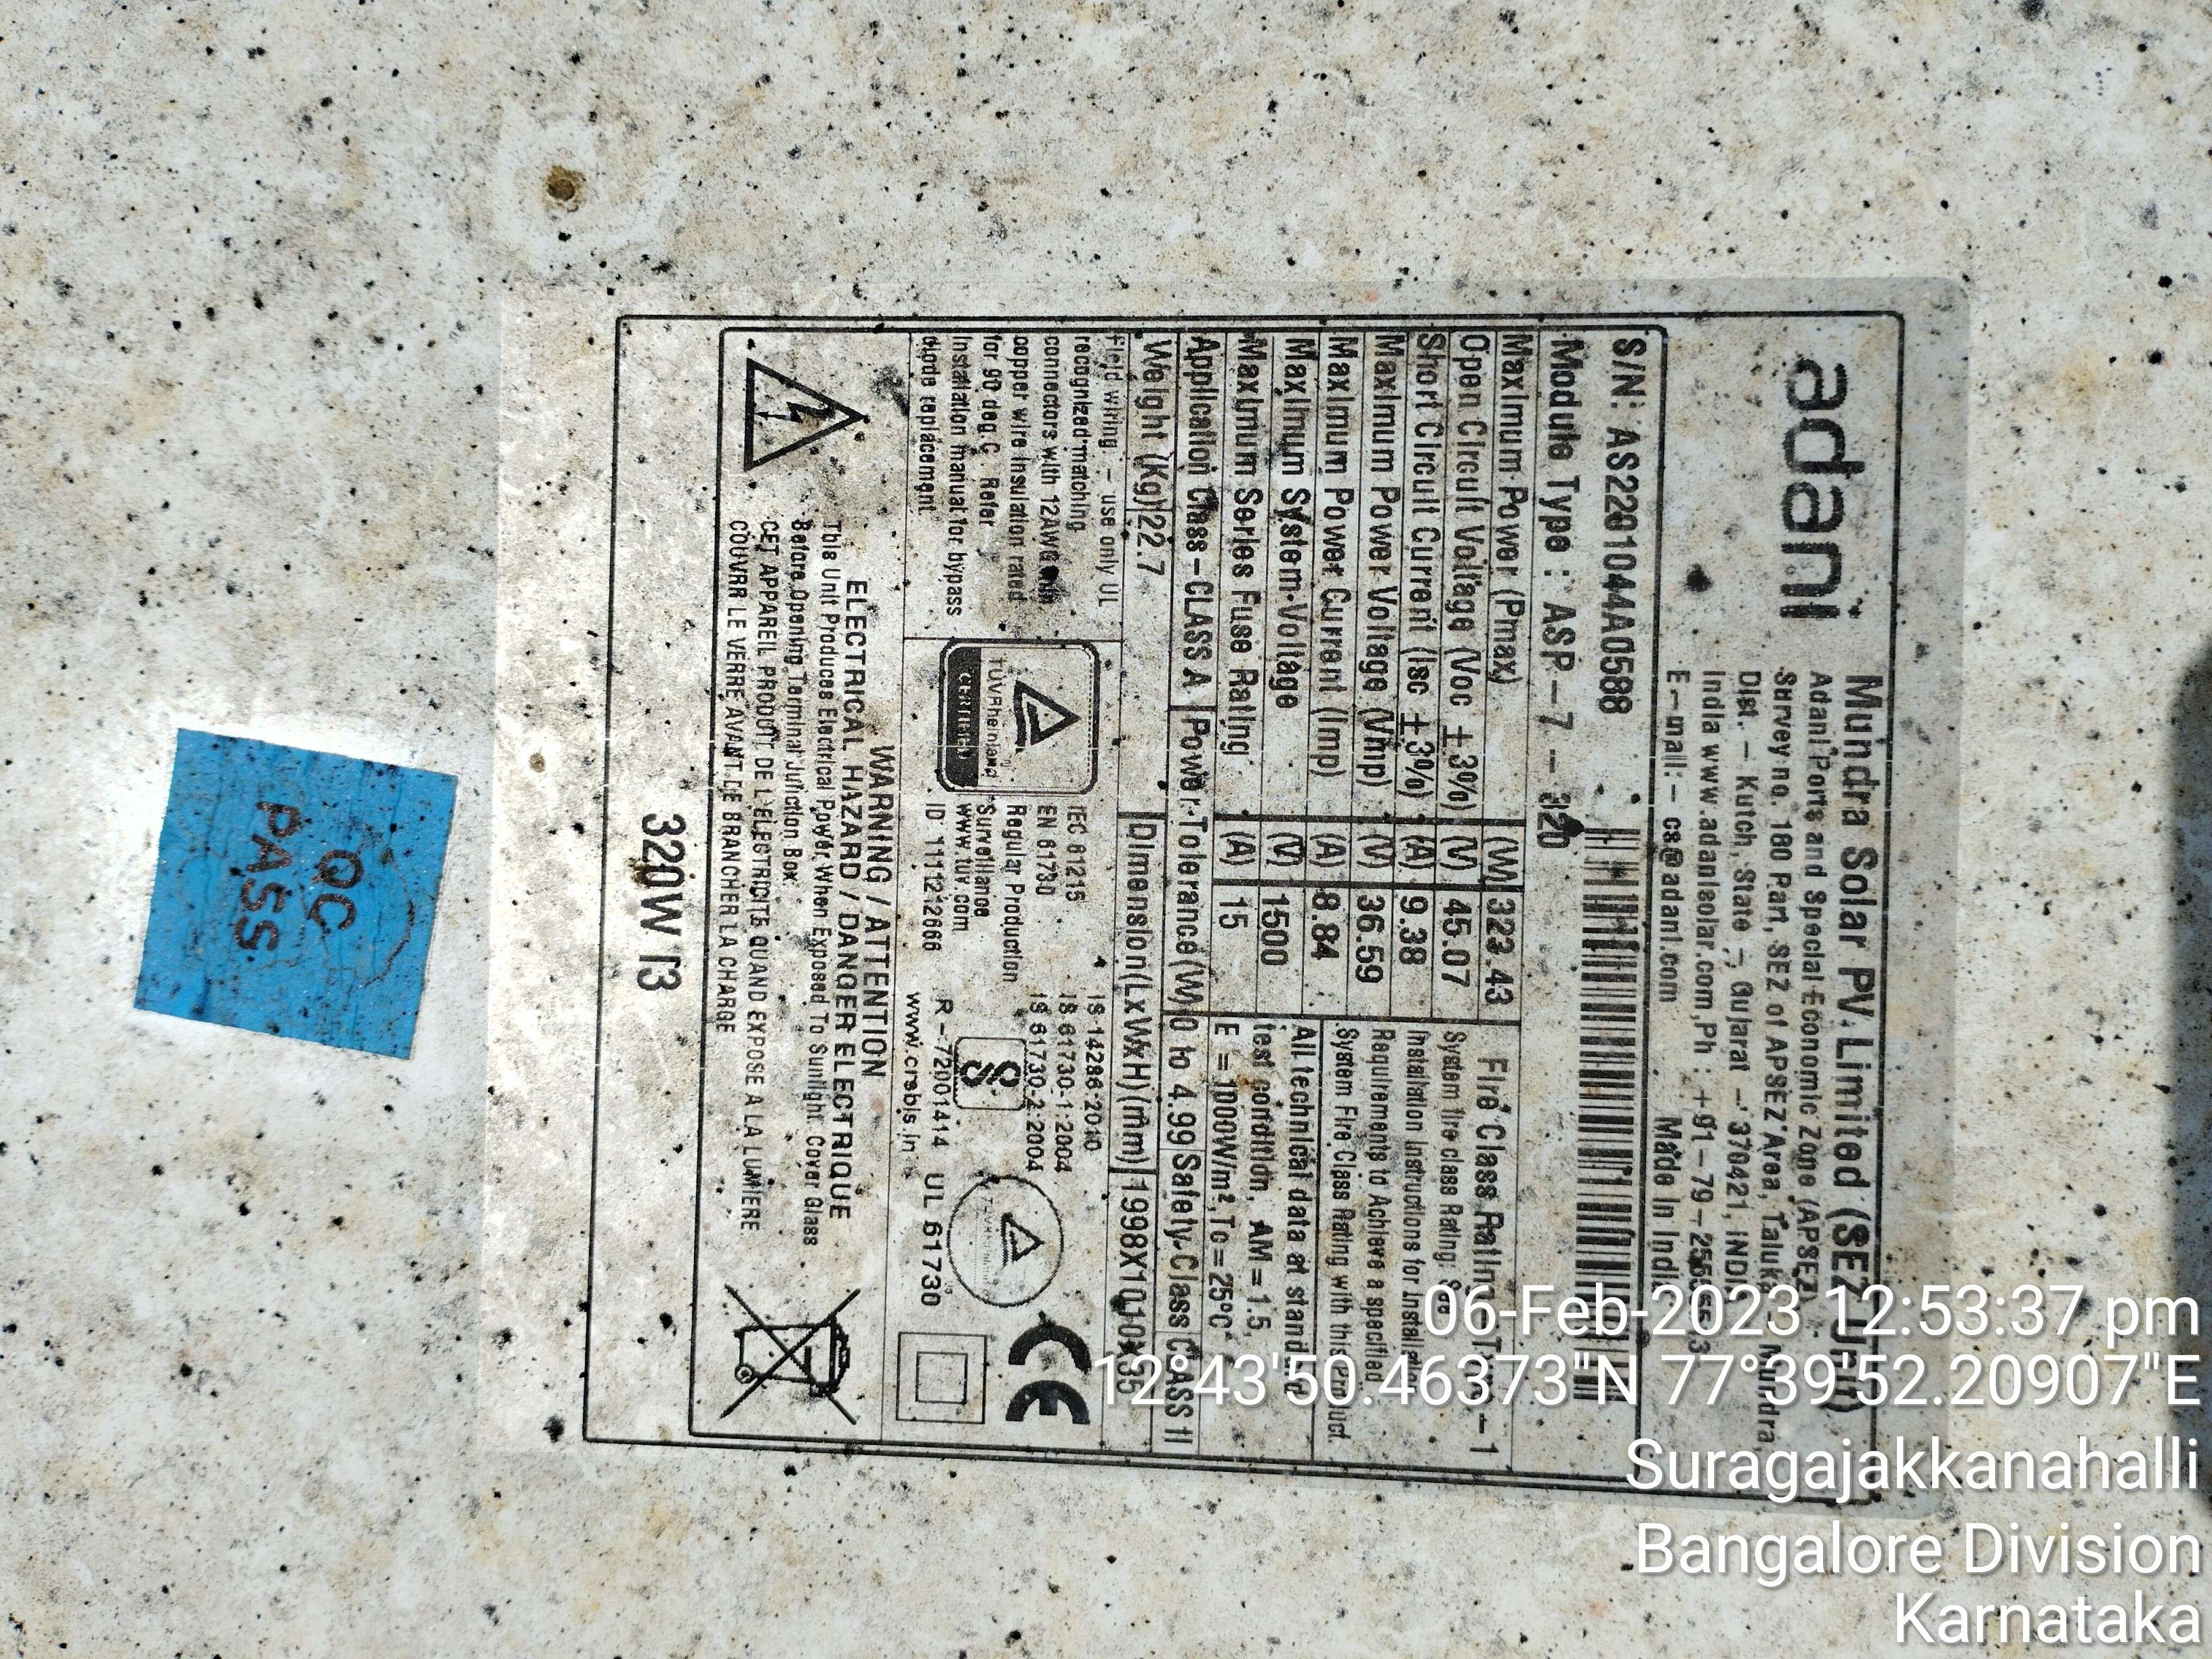 adani
Mundra Solar PV Limited (SEZ Unit)
Adani Ports and Special Economic Zone (APSEZ)
Survey no. 180 Part, SEZ of APSEZ Area, Taluka Mundra,
Dist. – Kutch, State –, Gujarat – 370421, INDIA
India www.adanisolar.com,Ph : +91–79–
E–mail: – cs@adani.com Made In India
S/N: AS2201044A0588
Module Type : ASP–7–320
Maximum Power (Pmax) (W) 323.43
Open Circuit Voltage (Voc ±3%) (V) 45.07
Short Circuit Current (Isc ±3%) (A) 9.38
Maximum Power Voltage (Vmp) (V) 36.59
Maximum Power Current (Imp) (A) 8.84
Maximum System Voltage (V) 1500
Maximum Series Fuse Rating (A) 15
Fire Class Rating –1
System fire class Rating: See
Installation Instructions for Installation
Requirements to Achieve a specified
System Fire Class Rating with this Product.
All technical data at standard
test condition, AM=1.5,
E =1000W/m²,Tc=25°C
Application Class–CLASS A Power Tolerance(W) 0 to 4.99 Safety Class CLASS II
Weight (Kg) 22.7 Dimension(LxWxH)(mm) 1998X1010x35
Field wiring – use only UL
recognized matching
connectors with 12AWG min
copper wire Insulation rated
for 90 deg.C. Refer
Installation manual for bypass
diode replacement
TÜVRheinland
CERTIFIED
IEC 61215
EN 61730
Regular Production
Surveillance
www.tuv.com
ID 1111212666
IS 14286:2010
IS 61730-1:2004
IS 61730-2:2004
R –72001414
www.crsbis.in
UL 61730
CE
WARNING / ATTENTION
ELECTRICAL HAZARD / DANGER ELECTRIQUE
This Unit Produces Electrical Power, When Exposed To Sunlight. Cover Glass
Before Opening Terminal Junction Box.
CET APPAREIL PRODUIT DE L'ELECTRICITE QUAND EXPOSE A LA LUMIERE
COUVRIR LE VERRE AVANT DE BRANCHER LA CHARGE
320W I3
QC
PASS
06-Feb-2023 12:53:37 pm
12°43'50.46373"N 77°39'52.20907"E
Suragajakkanahalli
Bangalore Division
Karnataka